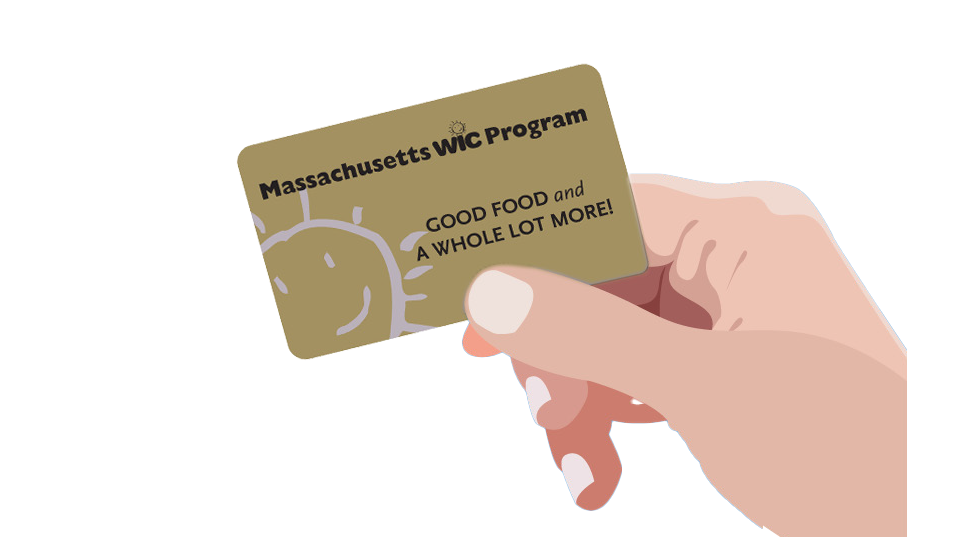 Massachusetts WIC Program
GOOD FOOD and
A WHOLE LOT MORE!